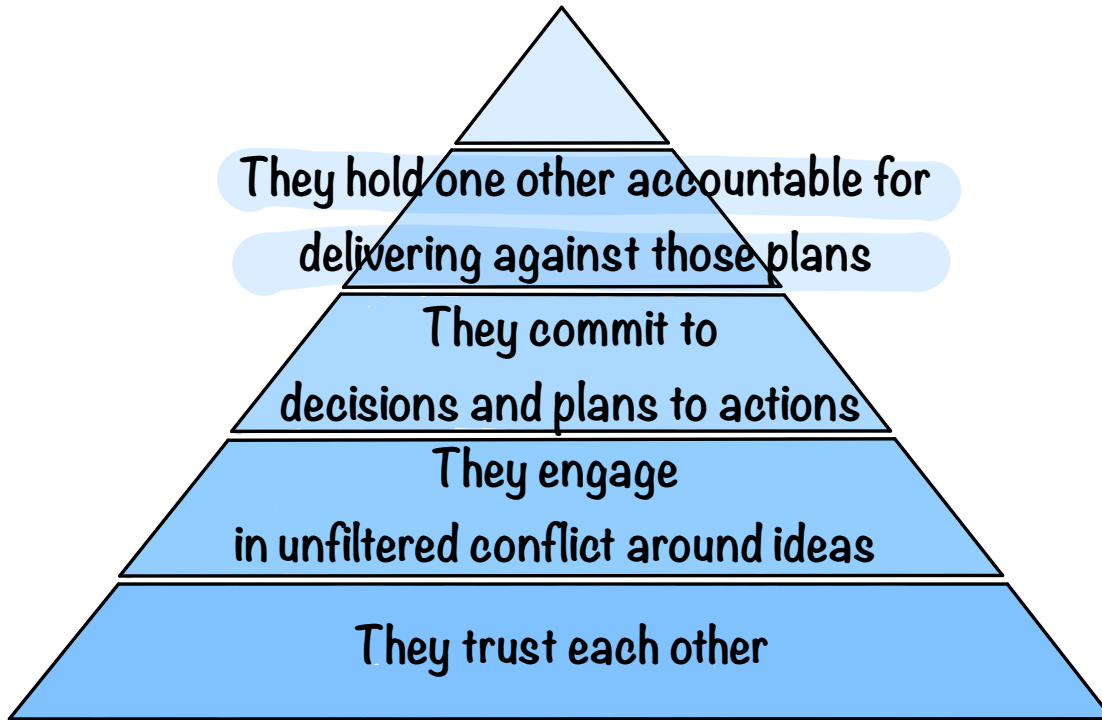 They hold one other accountable for
delivering against those plans
They commit to
decisions and plans to actions
They engage
in unfiltered conflict around ideas
They trust each other